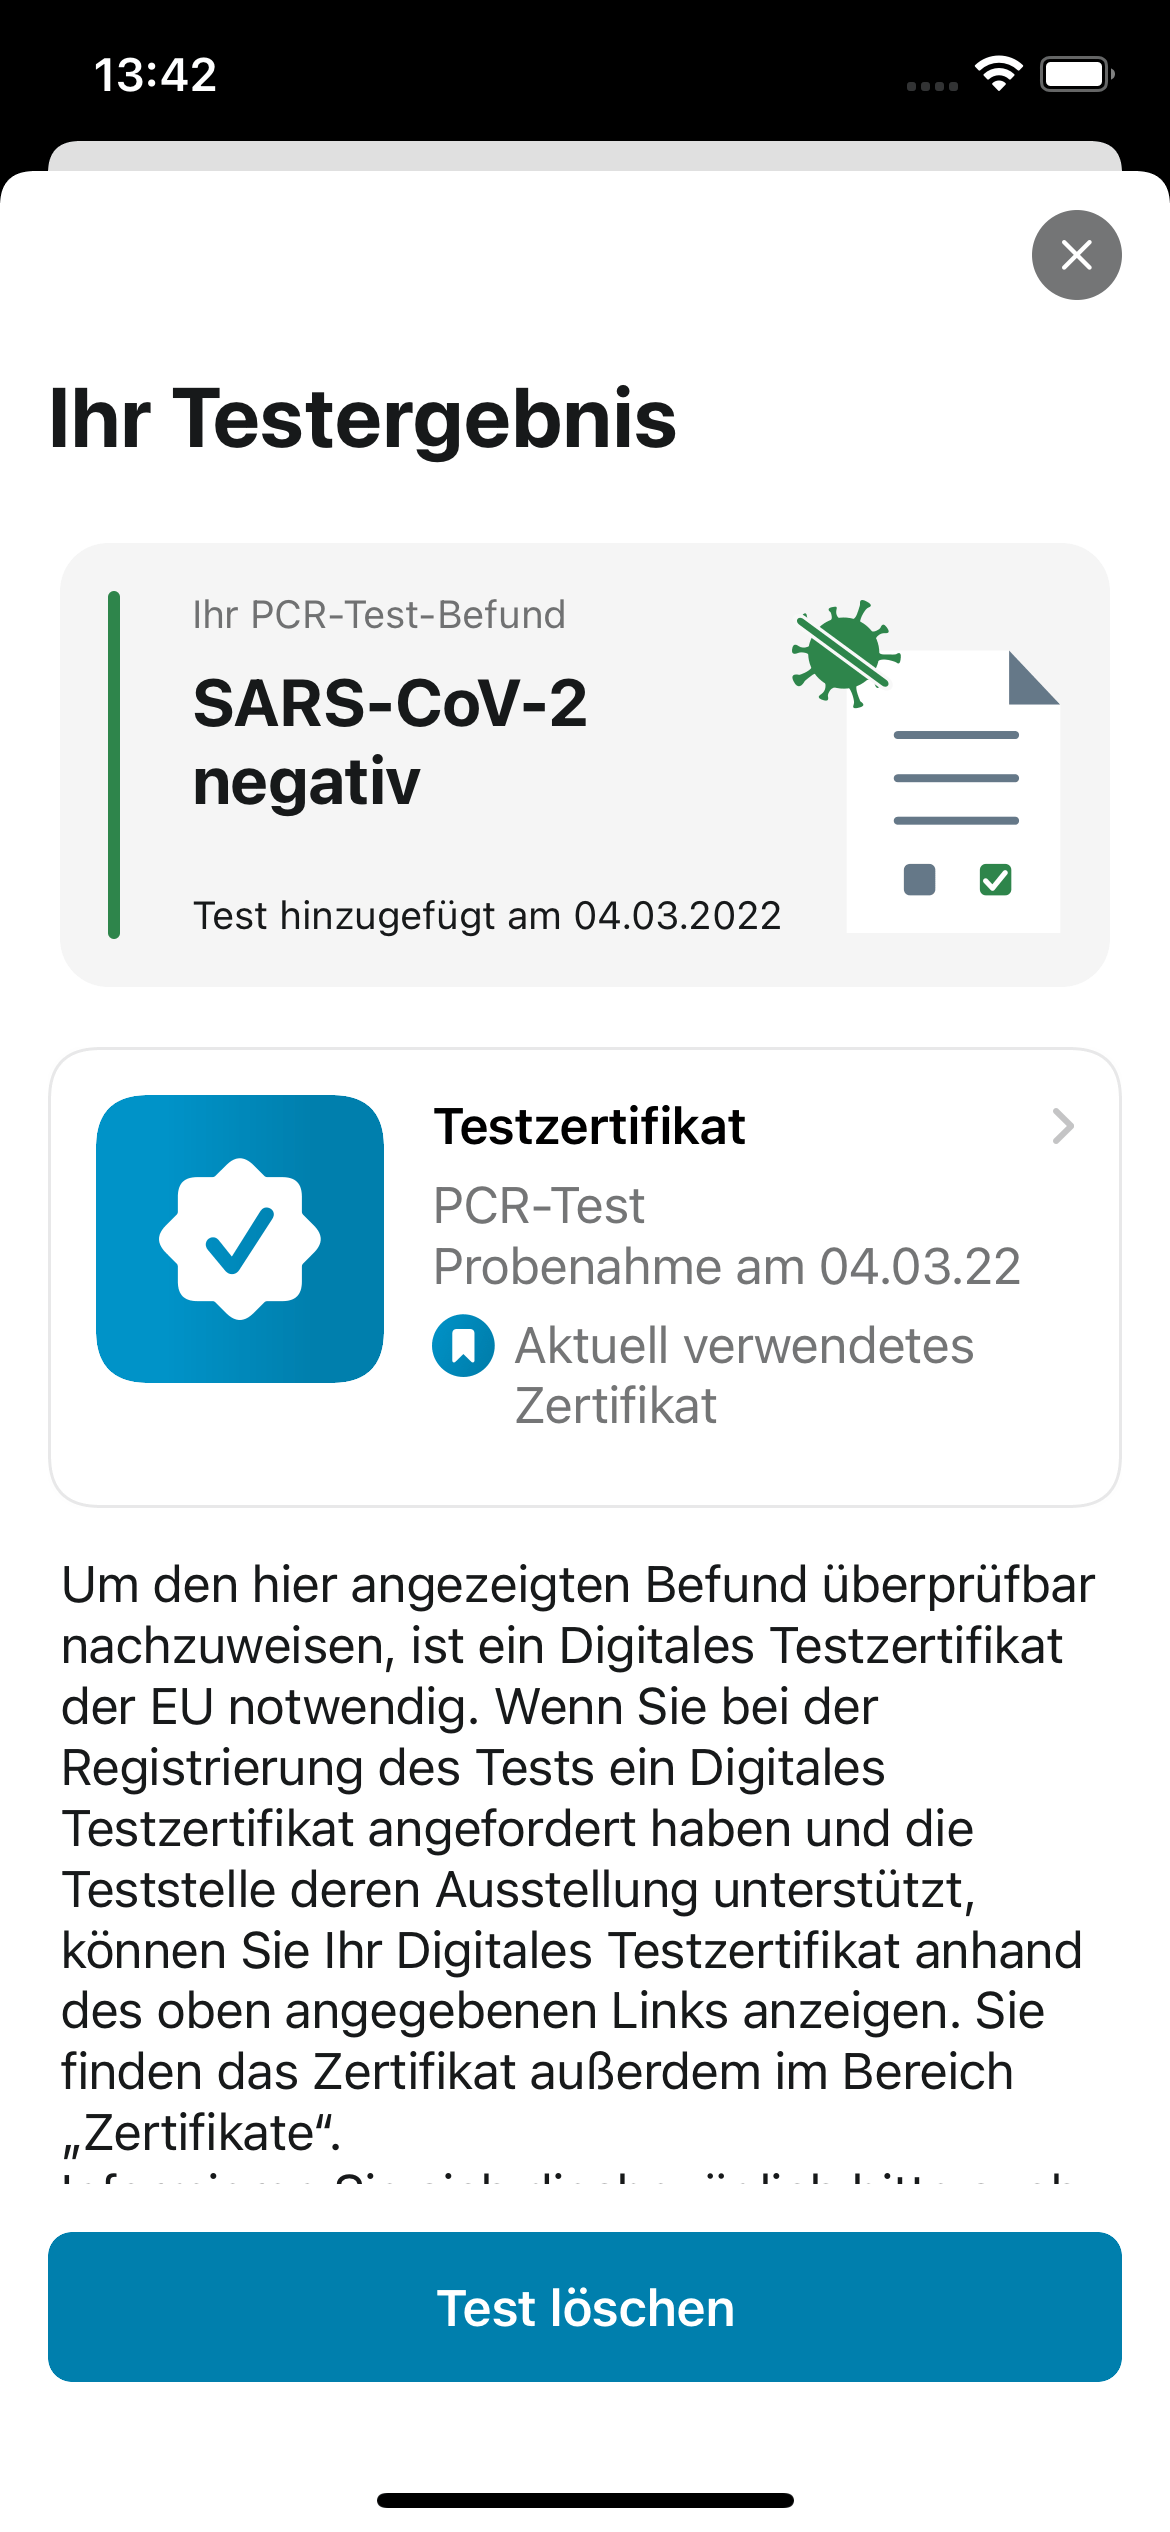 13:42
Ihr Testergebnis
Ihr PCR-Test-Befund
SARS-CoV-2
negativ
Test hinzugefügt am 04.03.2022
Testzertifikat
PCR-Test
Probenahme am 04.03.22
Aktuell verwendetes
Zertifikat
Um den hier angezeigten Befund überprüfbar
nachzuweisen, ist ein Digitales Testzertifikat
der EU notwendig. Wenn Sie bei der
Registrierung des Tests ein Digitales
Testzertifikat angefordert haben und die
Teststelle deren Ausstellung unterstützt,
können Sie Ihr Digitales Testzertifikat anhand
des oben angegebenen Links anzeigen. Sie
finden das Zertifikat außerdem im Bereich
„Zertifikate“.
Test löschen